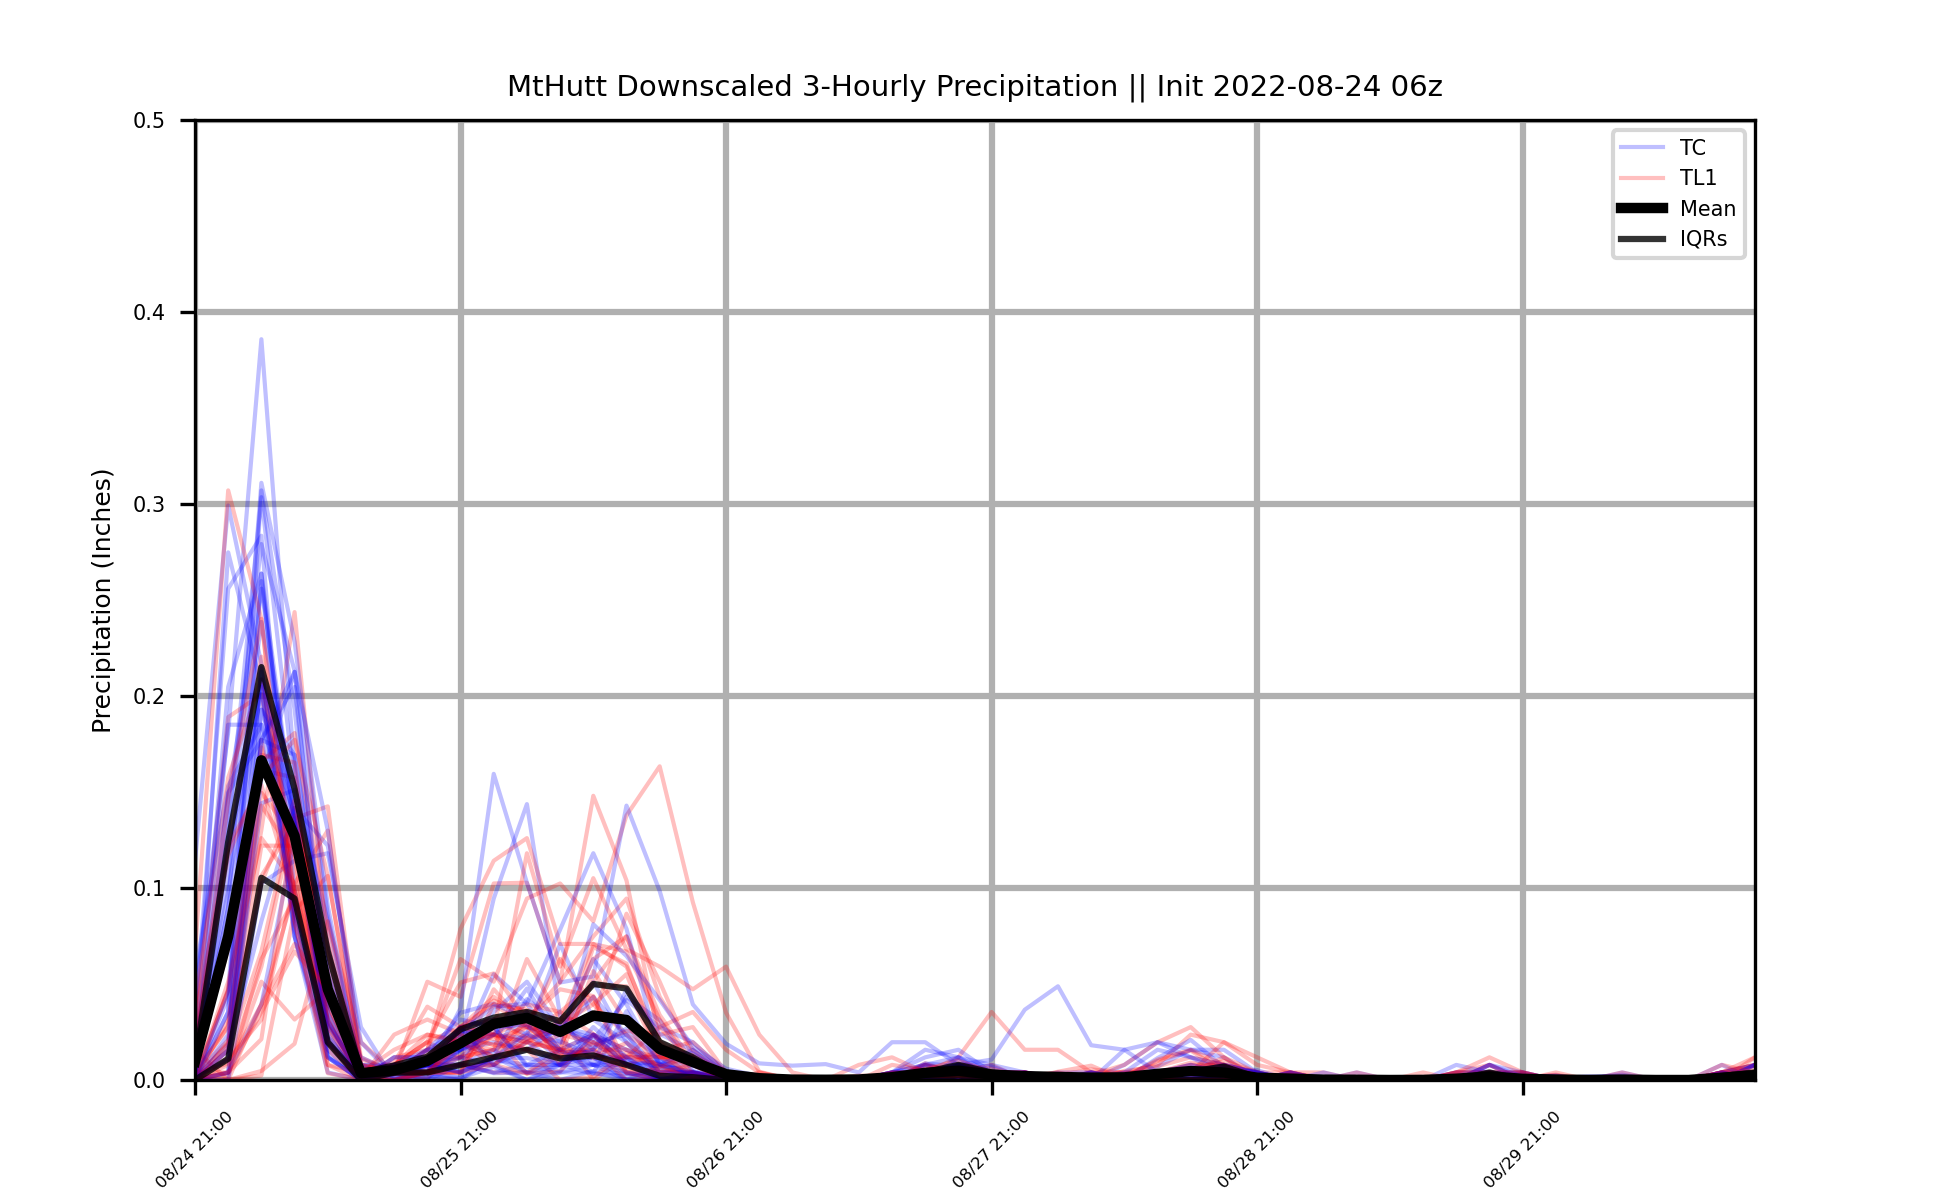 MtHutt Downscaled 3-Hourly Precipitation || Init 2022-08-24 06z
Precipitation (Inches)
0.5
0.4
0.3
0.2
0.1
0.0
TC
TL1
Mean
IQRs
08/24 21:00
08/25 21:00
08/26 21:00
08/27 21:00
08/28 21:00
08/29 21:00